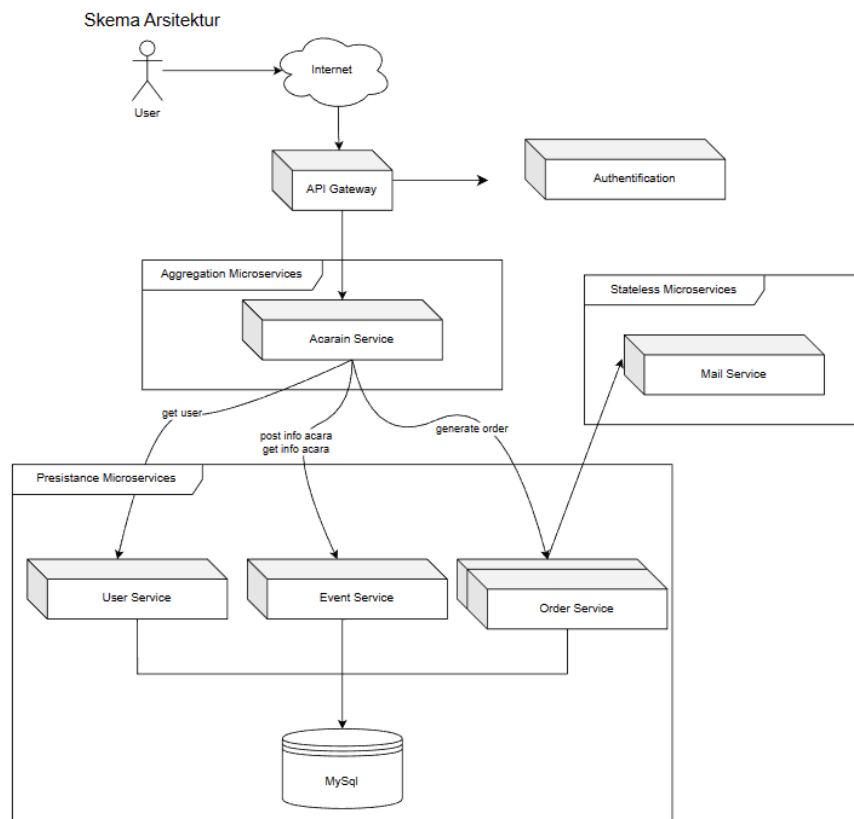 Skema Arsitektur
Internet
User
API Gateway
Authentification
Aggregation Microservices
Stateless Microservices
Acarain Service
Mail Service
get user
post info acara
get info acara
generate order
Presistance Microservices
User Service
Event Service
Order Service
MySql